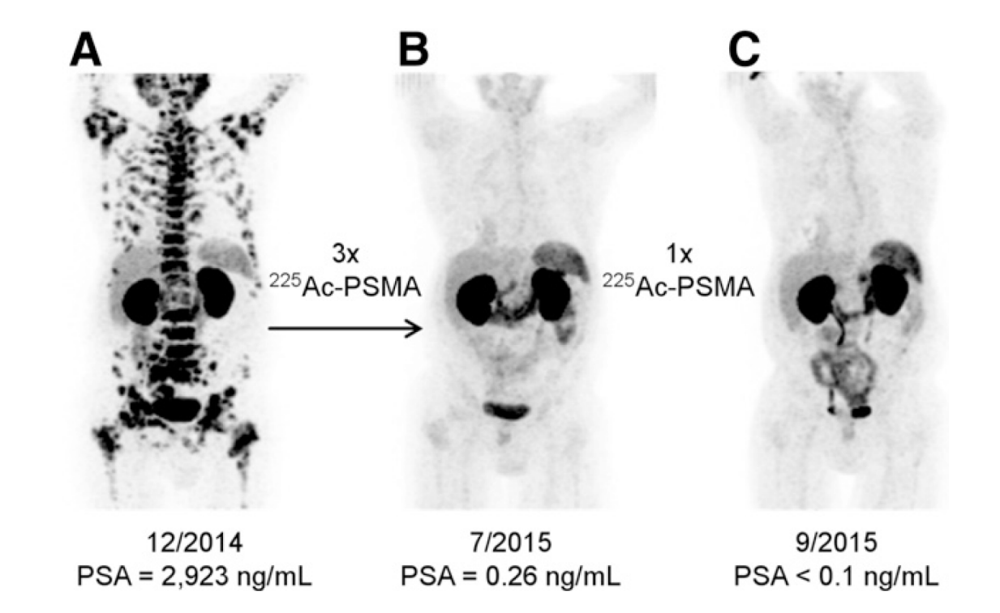 A
B
C
3x
²²⁵Ac-PSMA
1x
²²⁵Ac-PSMA
12/2014
PSA = 2,923 ng/mL
7/2015
PSA = 0.26 ng/mL
9/2015
PSA < 0.1 ng/mL